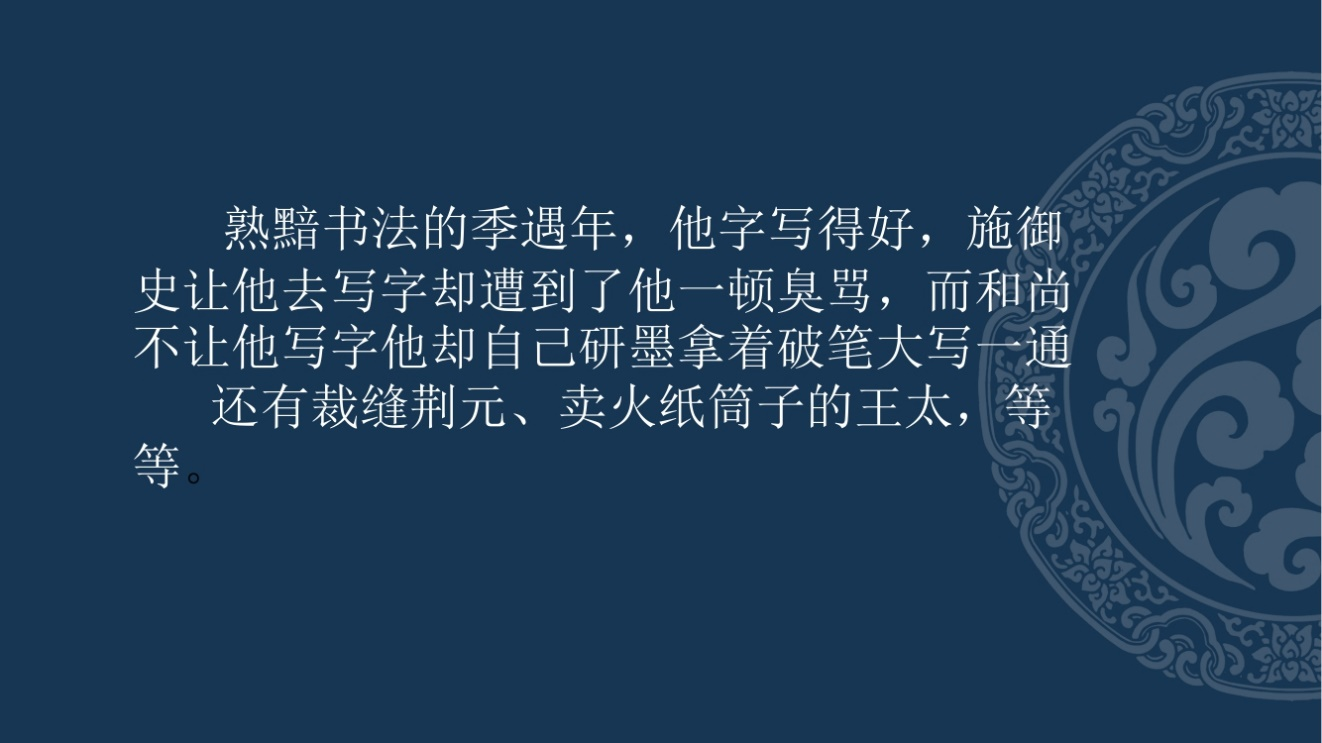 熟黯书法的季遇年，他字写得好，施御
史让他去写字却遭到了他一顿臭骂，而和尚
不让他写字他却自己研墨拿着破笔大写一通
还有裁缝荆元、卖火纸筒子的王太，等
等。